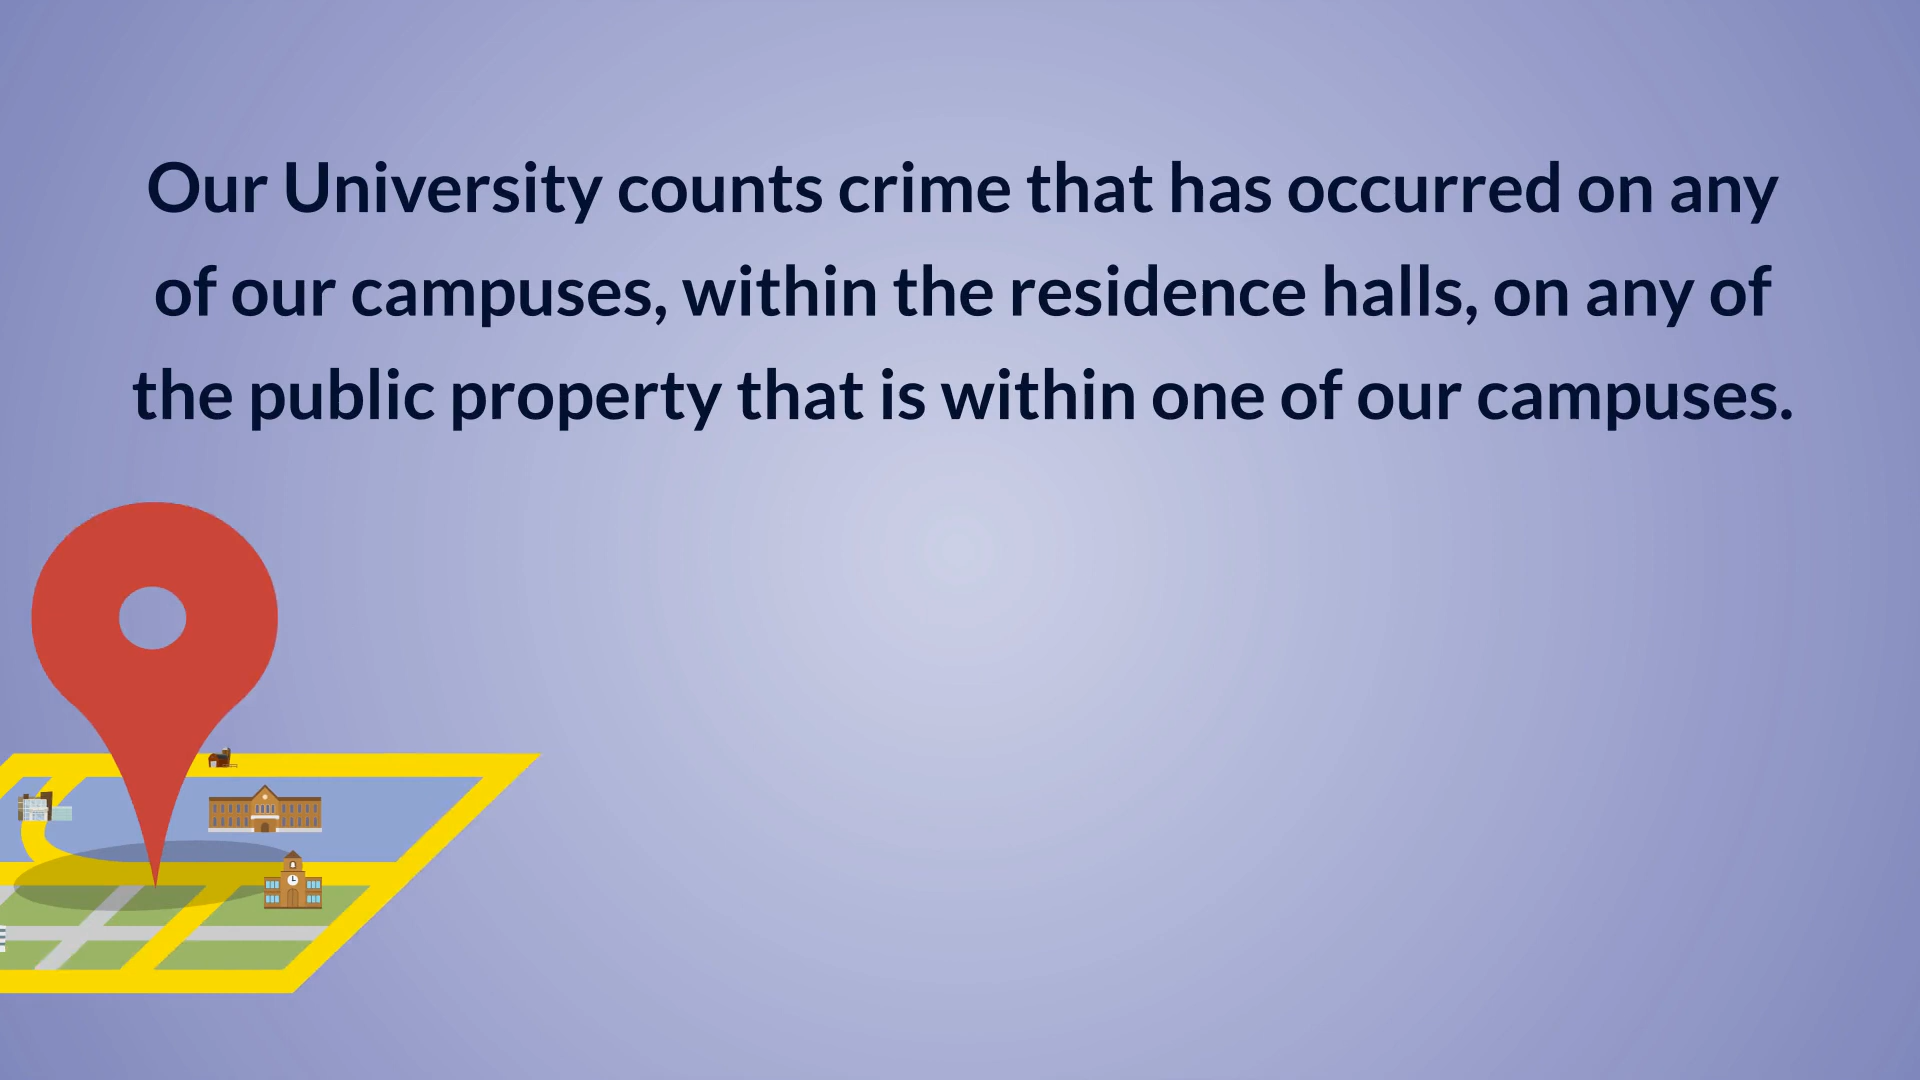 Our University counts crime that has occurred on any
of our campuses, within the residence halls, on any of
the public property that is within one of our campuses.